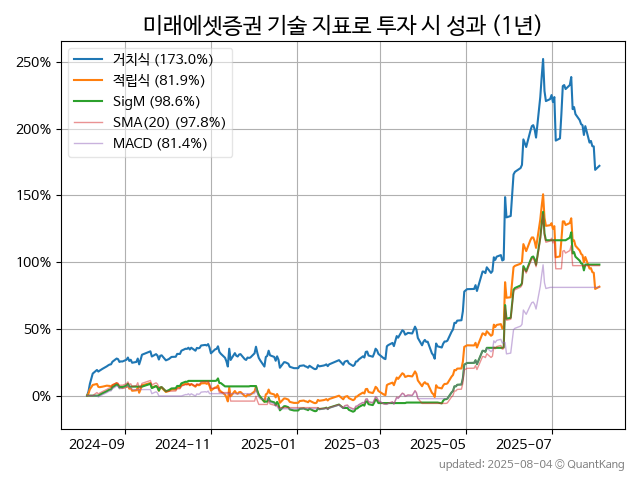 미래에셋증권 기술 지표로 투자 시 성과 (1년)
거치식 (173.0%)
적립식 (81.9%)
SigM (98.6%)
SMA(20) (97.8%)
MACD (81.4%)
250%
200%
150%
100%
50%
0%
2024-09 2024-11 2025-01 2025-03 2025-05 2025-07
updated: 2025-08-04 © QuantKang